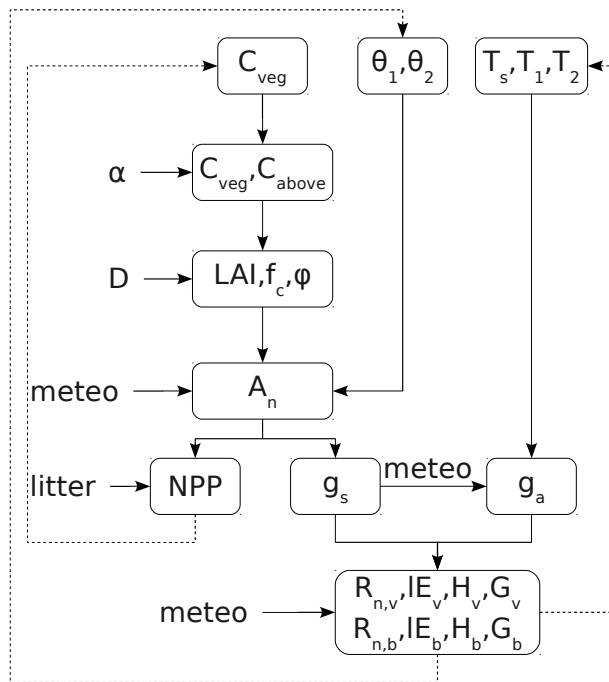 C_veg
θ_1,θ_2
T_s,T_1,T_2
α
C_veg,C_above
D
LAI,f_c,φ
meteo
A_n
litter
NPP
g_s
meteo
g_a
meteo
R_n,v,lE_v,H_v,G_v
R_n,b,lE_b,H_b,G_b